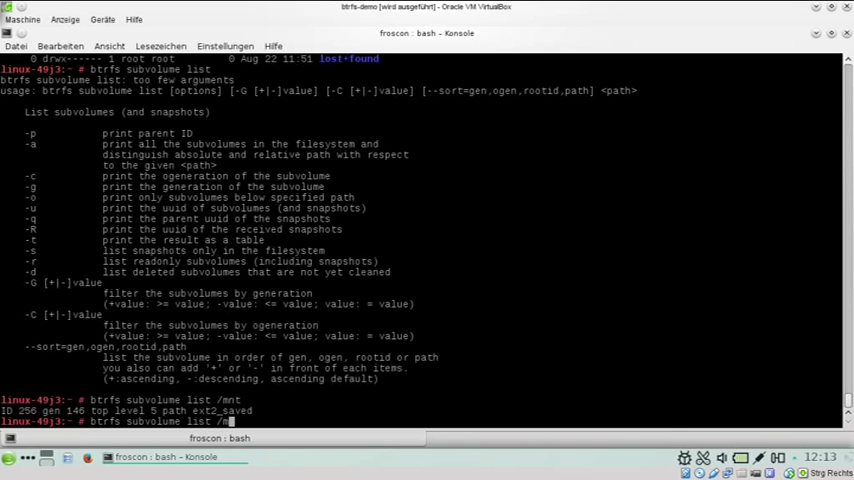 btrfs-demo [wird ausgeführt] - Oracle VM VirtualBox
Maschine Anzeige Geräte Hilfe
froscon : bash – Konsole
Datei Bearbeiten Ansicht Lesezeichen Einstellungen Hilfe
0 drwx------ 1 root root 0 Aug 22 11:51 lost+found
linux-49j3:~ # btrfs subvolume list
btrfs subvolume list: too few arguments
usage: btrfs subvolume list [options] [-G [+|-]value] [-C [+|-]value] [--sort=gen,ogen,rootid,path] <path>
List subvolumes (and snapshots)
-p print parent ID
-a print all the subvolumes in the filesystem and
distinguish absolute and relative path with respect
to the given <path>
-c print the ogeneration of the subvolume
-g print the generation of the subvolume
-o print only subvolumes below specified path
-u print the uuid of subvolumes (and snapshots)
-q print the parent uuid of the snapshots
-R print the uuid of the received snapshots
-t print the result as a table
-s list snapshots only in the filesystem
-r list readonly subvolumes (including snapshots)
-d list deleted subvolumes that are not yet cleaned
-G [+|-]value
filter the subvolumes by generation
(+value: >= value; -value: <= value; value: = value)
-C [+|-]value
filter the subvolumes by ogeneration
(+value: >= value; -value: <= value; value: = value)
--sort=gen,ogen,rootid,path
list the subvolume in order of gen, ogen, rootid or path
you also can add '+' or '-' in front of each items.
(+:ascending, -:descending, ascending default)
linux-49j3:~ # btrfs subvolume list /mnt
ID 256 gen 146 top level 5 path ext2_saved
linux-49j3:~ # btrfs subvolume list /m
froscon : bash
froscon : bash – Konsole
12:13
Strg Rechts